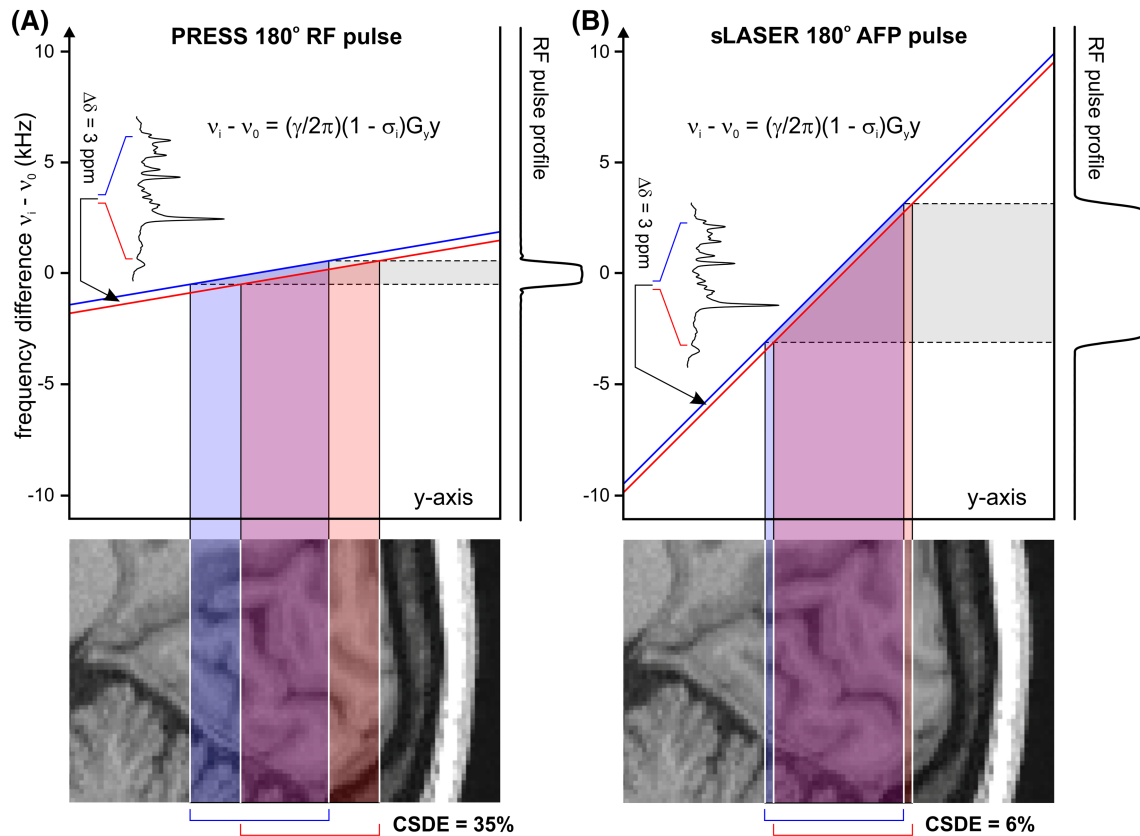 (A)
PRESS 180° RF pulse
10
5
0
-5
-10
frequency difference νᵢ - ν₀ (kHz)
Δδ = 3 ppm
νᵢ - ν₀ = (γ/2π)(1 - σᵢ)Gᵧy
y-axis
RF pulse profile
CSDE = 35%
(B)
sLASER 180° AFP pulse
10
5
0
-5
-10
Δδ = 3 ppm
νᵢ - ν₀ = (γ/2π)(1 - σᵢ)Gᵧy
y-axis
RF pulse profile
CSDE = 6%